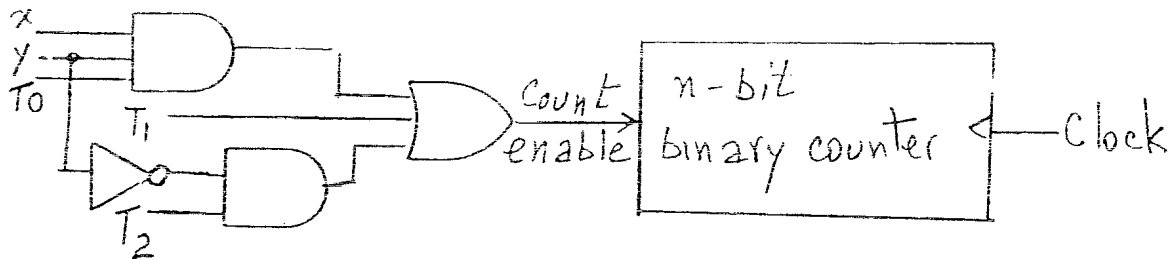 x
y
T0
T1
T2
Count
enable
n-bit
binary counter
Clock